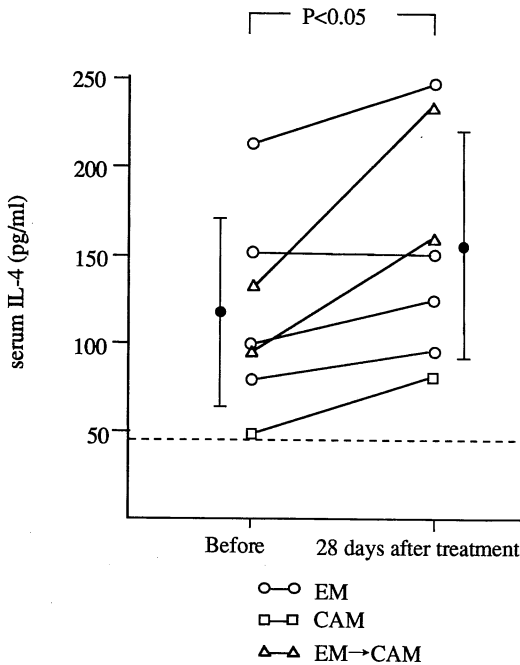 P<0.05
250
200
150
100
50
serum IL-4 (pg/ml)
Before
28 days after treatment
EM
CAM
EM→CAM